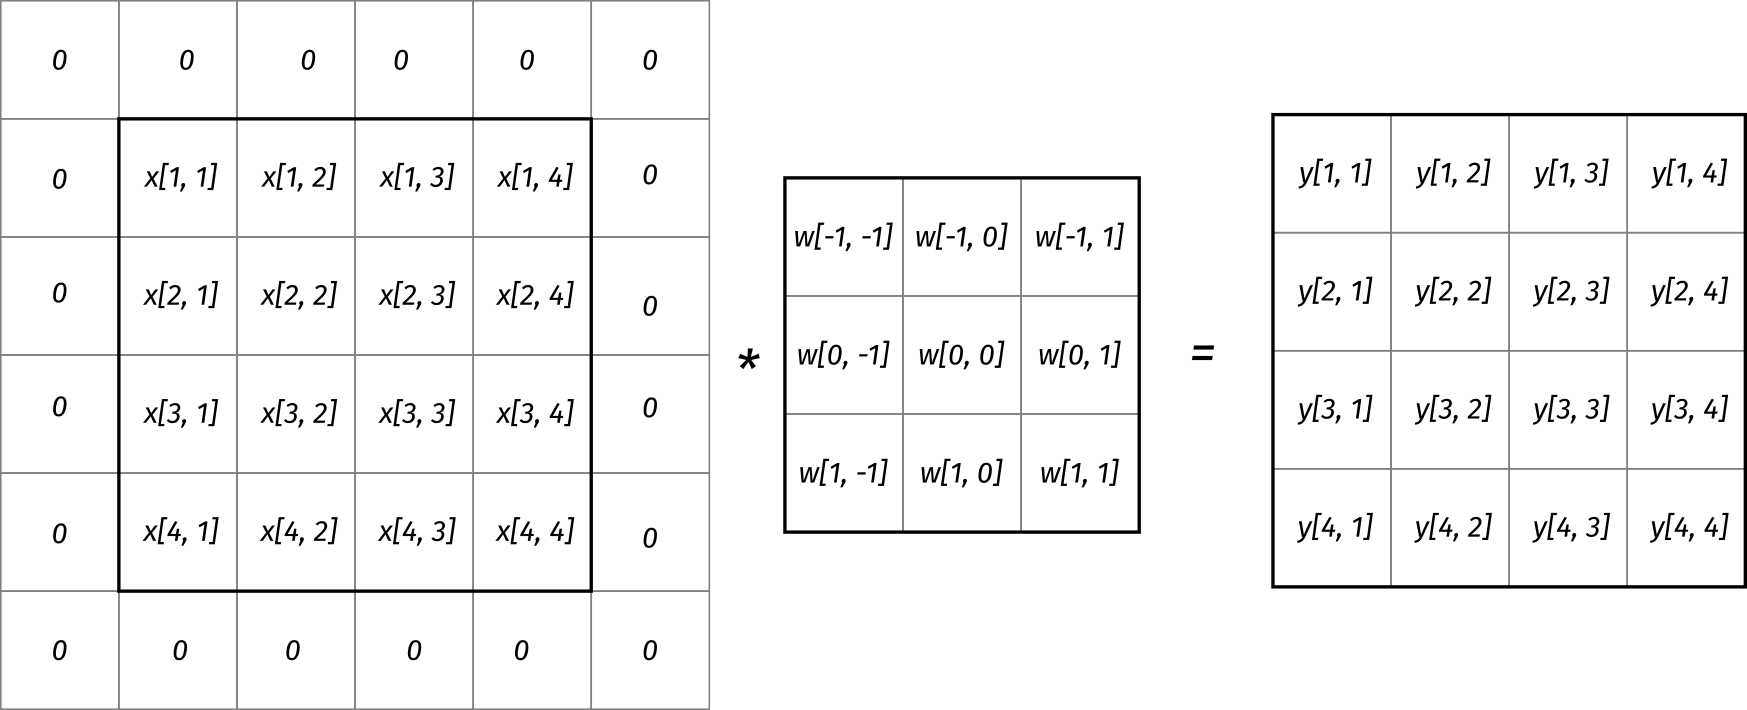 0 0 0 0 0 0
0 x[1, 1] x[1, 2] x[1, 3] x[1, 4] 0
0 x[2, 1] x[2, 2] x[2, 3] x[2, 4] 0
0 x[3, 1] x[3, 2] x[3, 3] x[3, 4] 0
0 x[4, 1] x[4, 2] x[4, 3] x[4, 4] 0
0 0 0 0 0 0
*
w[-1, -1] w[-1, 0] w[-1, 1]
w[0, -1] w[0, 0] w[0, 1]
w[1, -1] w[1, 0] w[1, 1]
=
y[1, 1] y[1, 2] y[1, 3] y[1, 4]
y[2, 1] y[2, 2] y[2, 3] y[2, 4]
y[3, 1] y[3, 2] y[3, 3] y[3, 4]
y[4, 1] y[4, 2] y[4, 3] y[4, 4]